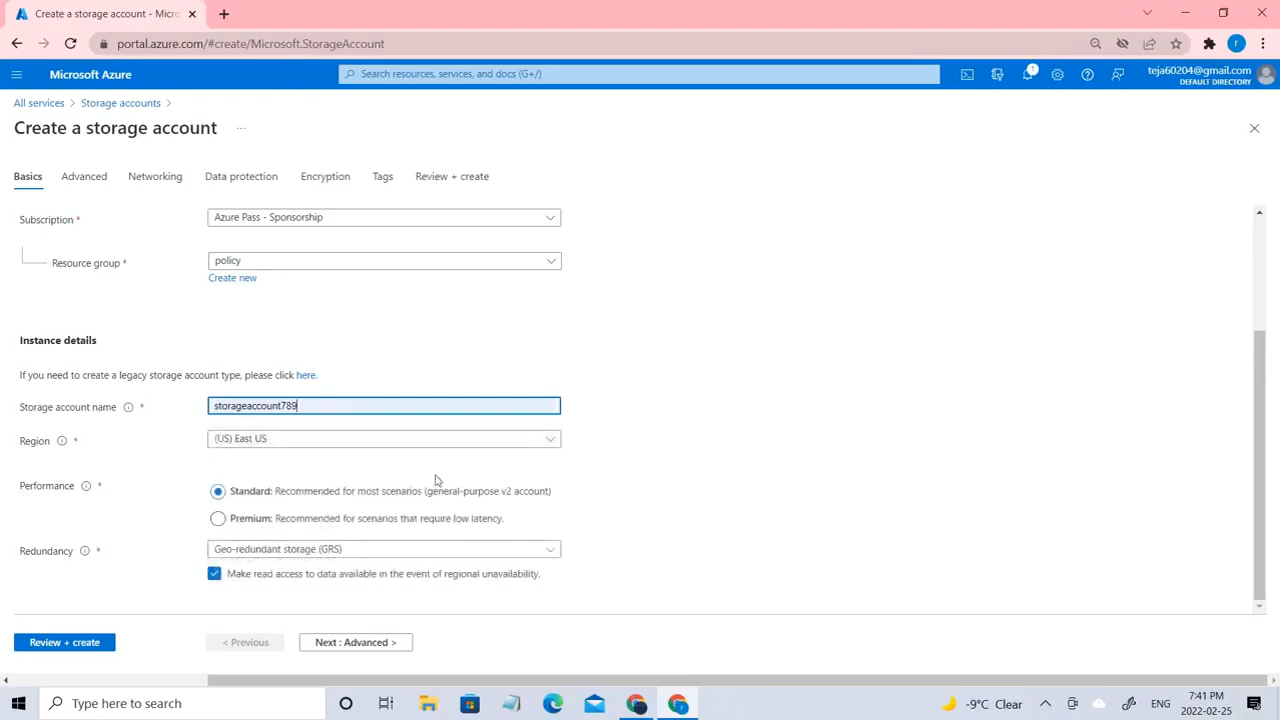 Create a storage account - Micro
portal.azure.com/#create/Microsoft.StorageAccount
Microsoft Azure
Search resources, services, and docs (G+/)
1
teja60204@gmail.com
DEFAULT DIRECTORY
All services > Storage accounts >
Create a storage account ...
Basics Advanced Networking Data protection Encryption Tags Review + create
Subscription * Azure Pass - Sponsorship
Resource group * policy
Create new
Instance details
If you need to create a legacy storage account type, please click here.
Storage account name * storageaccount789
Region * (US) East US
Performance * Standard: Recommended for most scenarios (general-purpose v2 account)
Premium: Recommended for scenarios that require low latency.
Redundancy * Geo-redundant storage (GRS)
Make read access to data available in the event of regional unavailability.
Review + create < Previous Next : Advanced >
Type here to search
-9°C Clear
ENG
7:41 PM
2022-02-25